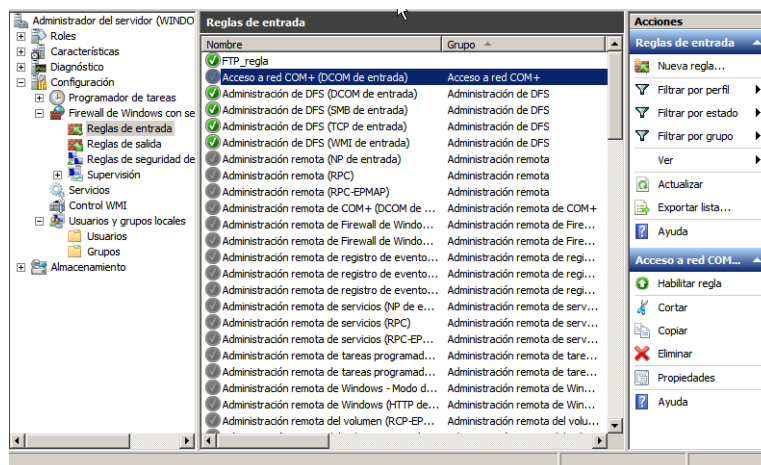 Administrador del servidor (WINDO
Roles
Características
Diagnóstico
Configuración
Programador de tareas
Firewall de Windows con se
Reglas de entrada
Reglas de salida
Reglas de seguridad de
Supervisión
Servicios
Control WMI
Usuarios y grupos locales
Usuarios
Grupos
Almacenamiento
Reglas de entrada
Nombre Grupo
FTP_regla
Acceso a red COM+ (DCOM de entrada) Acceso a red COM+
Administración de DFS (DCOM de entrada) Administración de DFS
Administración de DFS (SMB de entrada) Administración de DFS
Administración de DFS (TCP de entrada) Administración de DFS
Administración de DFS (WMI de entrada) Administración de DFS
Administración remota (NP de entrada) Administración remota
Administración remota (RPC) Administración remota
Administración remota (RPC-EPMAP) Administración remota
Administración remota de COM+ (DCOM de ... Administración remota de COM+
Administración remota de Firewall de Windo... Administración remota de Fire...
Administración remota de Firewall de Windo... Administración remota de Fire...
Administración remota de registro de evento... Administración remota de regi...
Administración remota de registro de evento... Administración remota de regi...
Administración remota de registro de evento... Administración remota de regi...
Administración remota de servicios (NP de e... Administración remota de serv...
Administración remota de servicios (RPC) Administración remota de serv...
Administración remota de servicios (RPC-EP... Administración remota de serv...
Administración remota de tareas programad... Administración remota de tare...
Administración remota de tareas programad... Administración remota de tare...
Administración remota de Windows - Modo d... Administración remota de Win...
Administración remota de Windows (HTTP de... Administración remota de Win...
Administración remota del volumen (RCP-EP... Administración remota del volu...
Acciones
Reglas de entrada
Nueva regla...
Filtrar por perfil
Filtrar por estado
Filtrar por grupo
Ver
Actualizar
Exportar lista...
Ayuda
Acceso a red COM...
Habilitar regla
Cortar
Copiar
Eliminar
Propiedades
Ayuda